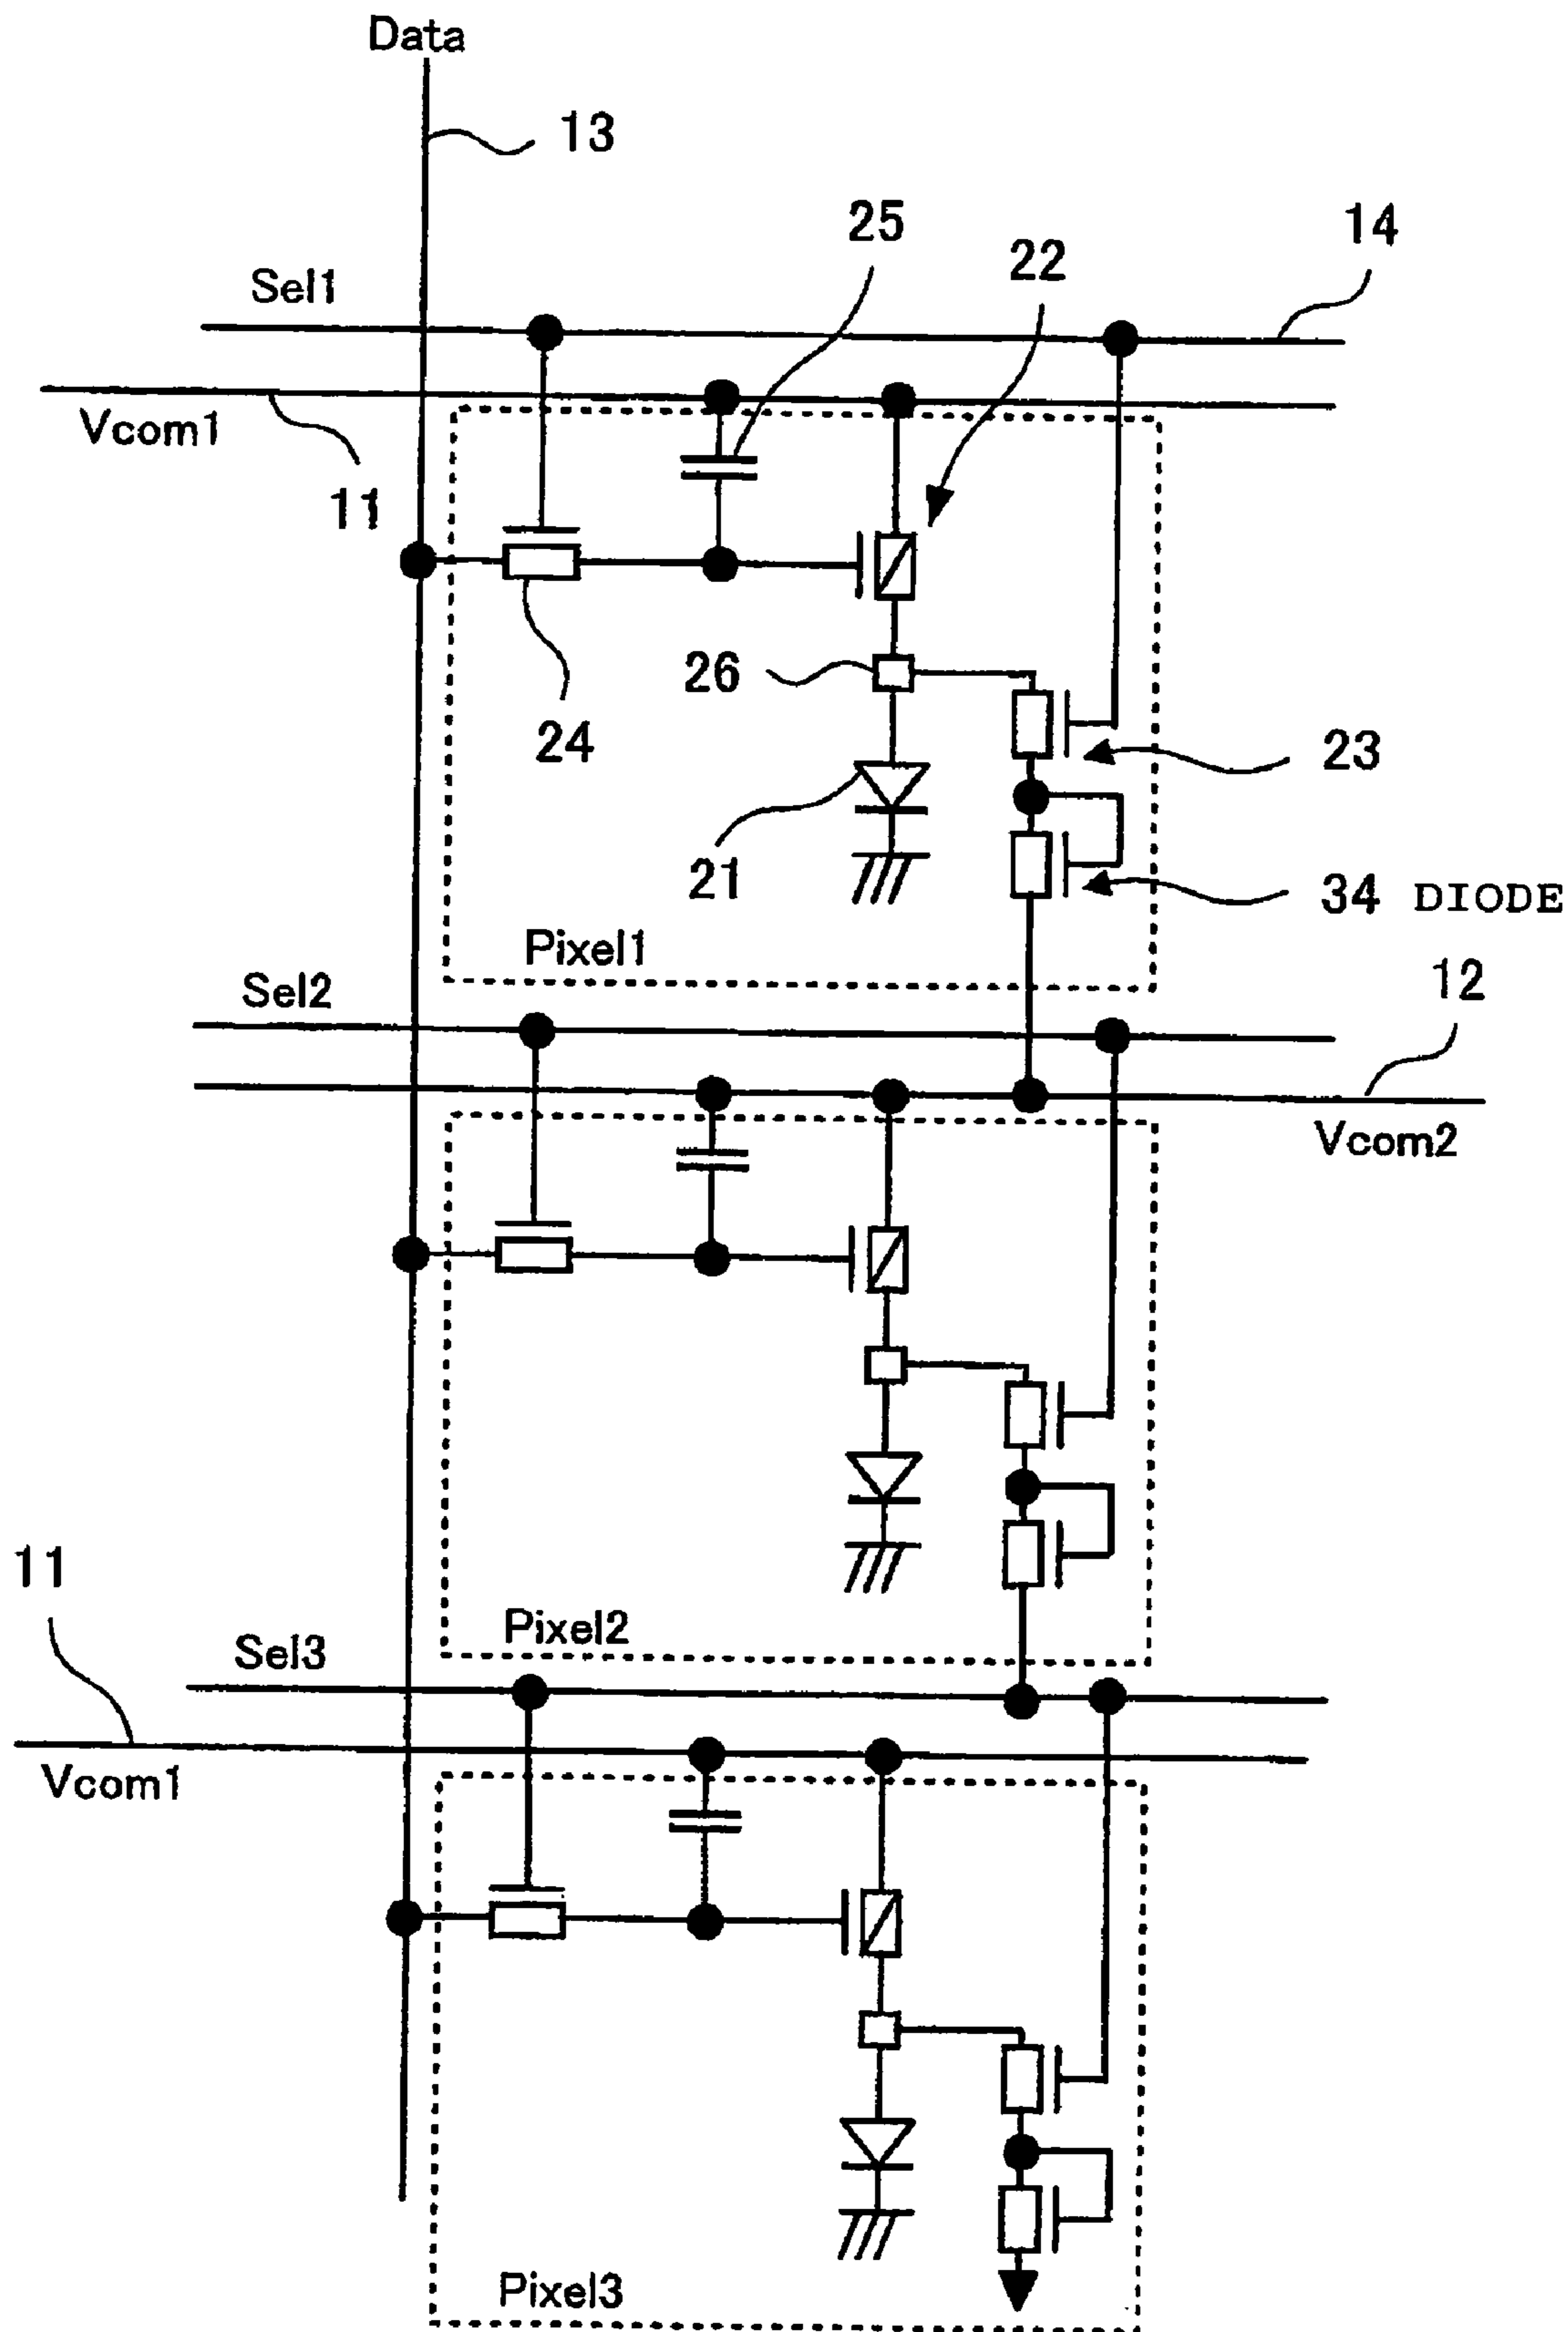 Data
13
25
14
22
Sel1
Vcom1
11
26
24
23
21
34 DIODE
Pixel1
12
Sel2
Vcom2
11
Pixel2
Sel3
Vcom1
Pixel3